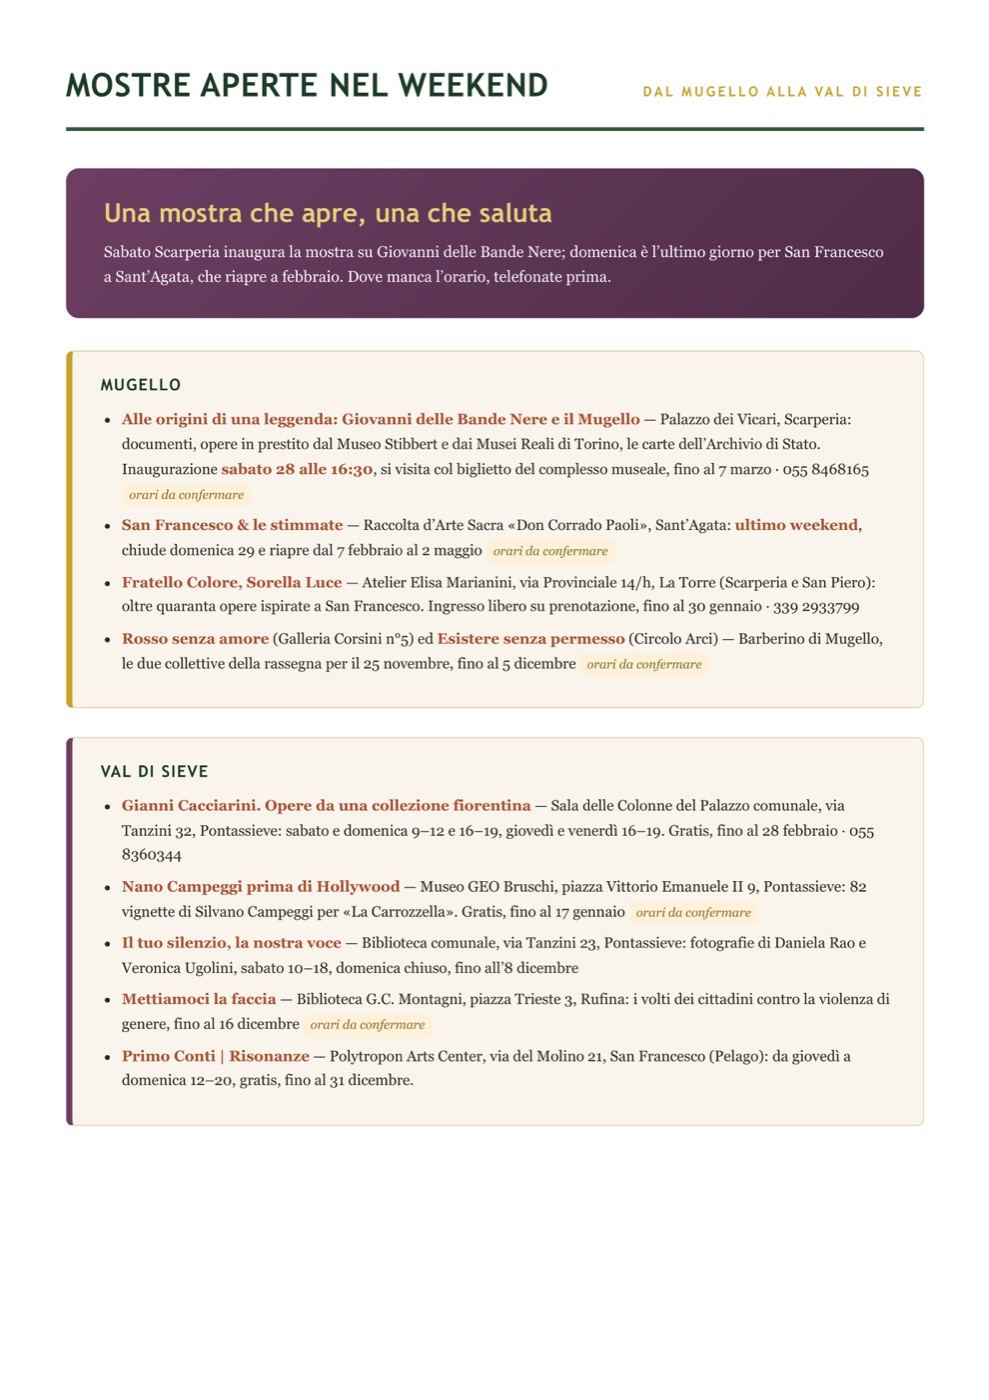 MOSTRE APERTE NEL WEEKEND
DAL MUGELLO ALLA VAL DI SIEVE
Una mostra che apre, una che saluta
Sabato Scarperia inaugura la mostra su Giovanni delle Bande Nere; domenica è l’ultimo giorno per San Francesco
a Sant’Agata, che riapre a febbraio. Dove manca l’orario, telefonate prima.
MUGELLO
• Alle origini di una leggenda: Giovanni delle Bande Nere e il Mugello — Palazzo dei Vicari, Scarperia:
documenti, opere in prestito dal Museo Stibbert e dai Musei Reali di Torino, le carte dell’Archivio di Stato.
Inaugurazione sabato 28 alle 16:30, si visita col biglietto del complesso museale, fino al 7 marzo · 055 8468165
orari da confermare
• San Francesco & le stimmate — Raccolta d’Arte Sacra «Don Corrado Paoli», Sant’Agata: ultimo weekend,
chiude domenica 29 e riapre dal 7 febbraio al 2 maggio orari da confermare
• Fratello Colore, Sorella Luce — Atelier Elisa Marianini, via Provinciale 14/h, La Torre (Scarperia e San Piero):
oltre quaranta opere ispirate a San Francesco. Ingresso libero su prenotazione, fino al 30 gennaio · 339 2933799
• Rosso senza amore (Galleria Corsini n°5) ed Esistere senza permesso (Circolo Arci) — Barberino di Mugello,
le due collettive della rassegna per il 25 novembre, fino al 5 dicembre orari da confermare
VAL DI SIEVE
• Gianni Cacciarini. Opere da una collezione fiorentina — Sala delle Colonne del Palazzo comunale, via
Tanzini 32, Pontassieve: sabato e domenica 9–12 e 16–19, giovedì e venerdì 16–19. Gratis, fino al 28 febbraio · 055
8360344
• Nano Campeggi prima di Hollywood — Museo GEO Bruschi, piazza Vittorio Emanuele II 9, Pontassieve: 82
vignette di Silvano Campeggi per «La Carrozzella». Gratis, fino al 17 gennaio orari da confermare
• Il tuo silenzio, la nostra voce — Biblioteca comunale, via Tanzini 23, Pontassieve: fotografie di Daniela Rao e
Veronica Ugolini, sabato 10–18, domenica chiuso, fino all’8 dicembre
• Mettiamoci la faccia — Biblioteca G.C. Montagni, piazza Trieste 3, Rufina: i volti dei cittadini contro la violenza di
genere, fino al 16 dicembre orari da confermare
• Primo Conti | Risonanze — Polytropon Arts Center, via del Molino 21, San Francesco (Pelago): da giovedì a
domenica 12–20, gratis, fino al 31 dicembre.